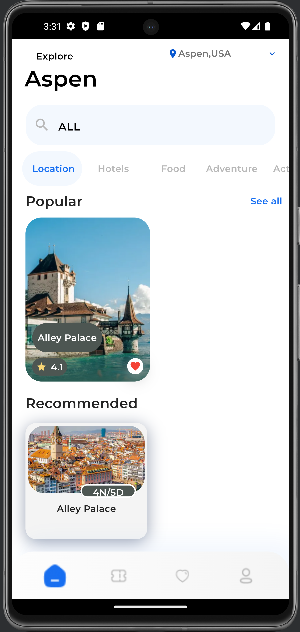 3:31
Explore
Aspen,USA
Aspen
ALL
Location Hotels Food Adventure Act
Popular See all
Alley Palace
4.1
Recommended
4N/5D
Alley Palace